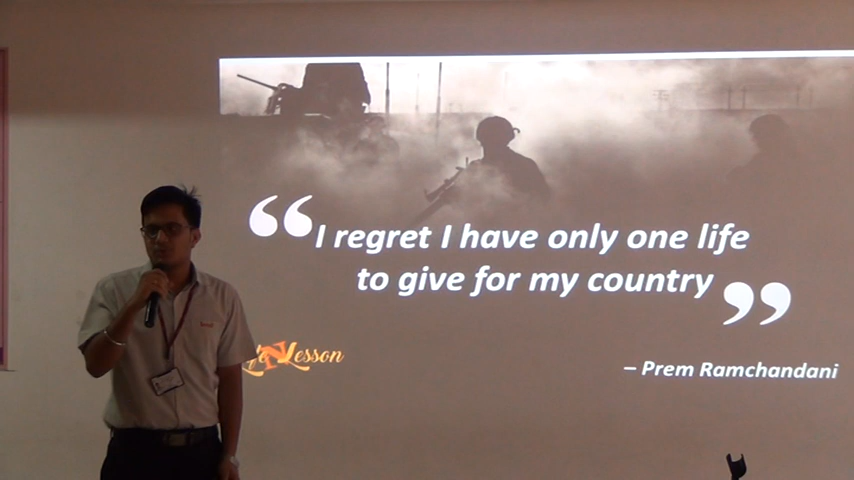 “I regret I have only one life
to give for my country”
Lesson
– Prem Ramchandani